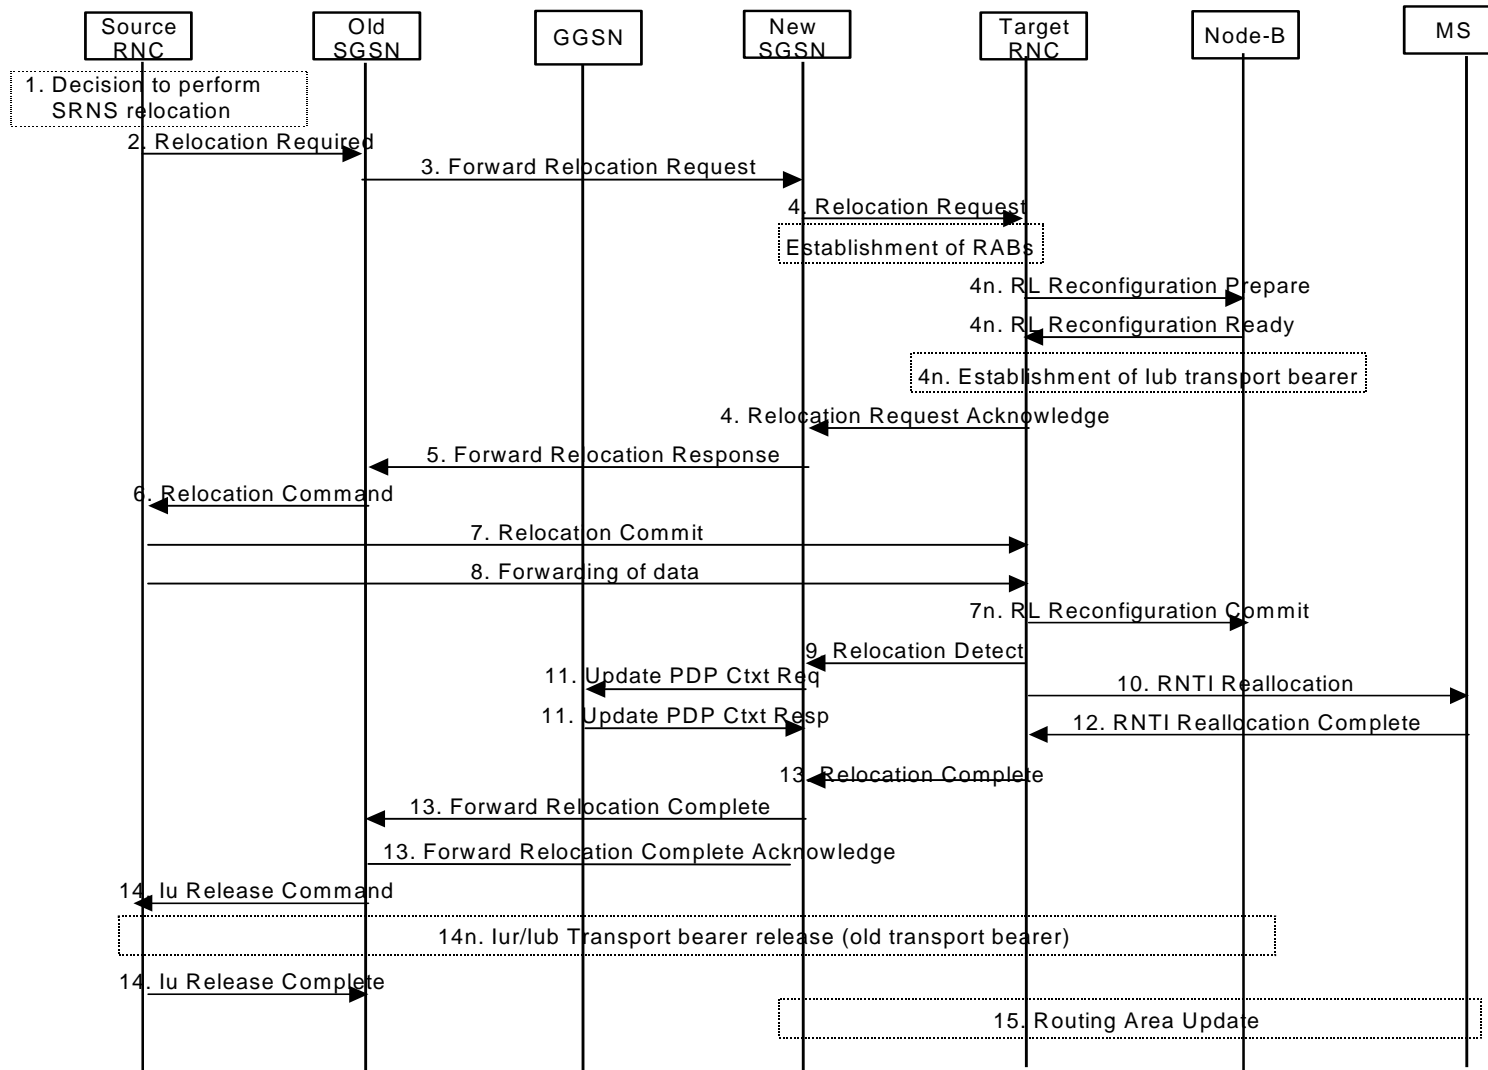 Source
RNC
Old
SGSN
GGSN
New
SGSN
Target
RNC
Node-B
MS
1. Decision to perform
SRNS relocation
2. Relocation Required
3. Forward Relocation Request
4. Relocation Request
Establishment of RABs
4n. RL Reconfiguration Prepare
4n. RL Reconfiguration Ready
4n. Establishment of Iub transport bearer
4. Relocation Request Acknowledge
5. Forward Relocation Response
6. Relocation Command
7. Relocation Commit
8. Forwarding of data
7n. RL Reconfiguration Commit
9. Relocation Detect
11. Update PDP Ctxt Req
10. RNTI Reallocation
11. Update PDP Ctxt Resp
12. RNTI Reallocation Complete
13. Relocation Complete
13. Forward Relocation Complete
13. Forward Relocation Complete Acknowledge
14. Iu Release Command
14n. Iur/Iub Transport bearer release (old transport bearer)
14. Iu Release Complete
15. Routing Area Update